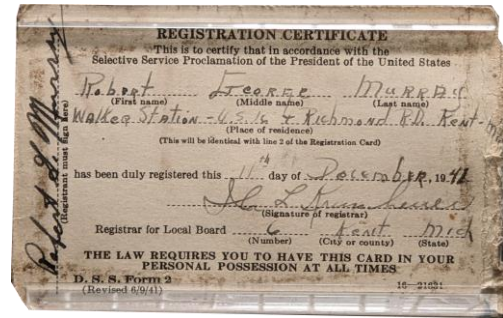 REGISTRATION CERTIFICATE
This is to certify that in accordance with the
Selective Service Proclamation of the President of the United States
Robert George Murray
(First name) (Middle name) (Last name)
Walker Station - U.S. 16 & Richmond RD. Kent-
(Place of residence)
(This will be identical with line 2 of the Registration Card)
has been duly registered this 11th day of December, 1942
(Signature of registrar)
Registrar for Local Board 6 Kent Mich
(Number) (City or county) (State)
THE LAW REQUIRES YOU TO HAVE THIS CARD IN YOUR
PERSONAL POSSESSION AT ALL TIMES
D. S. S. Form 2
(Revised 6/9/41) 16—21631
Robert G. Murray
(Registrant must sign here)